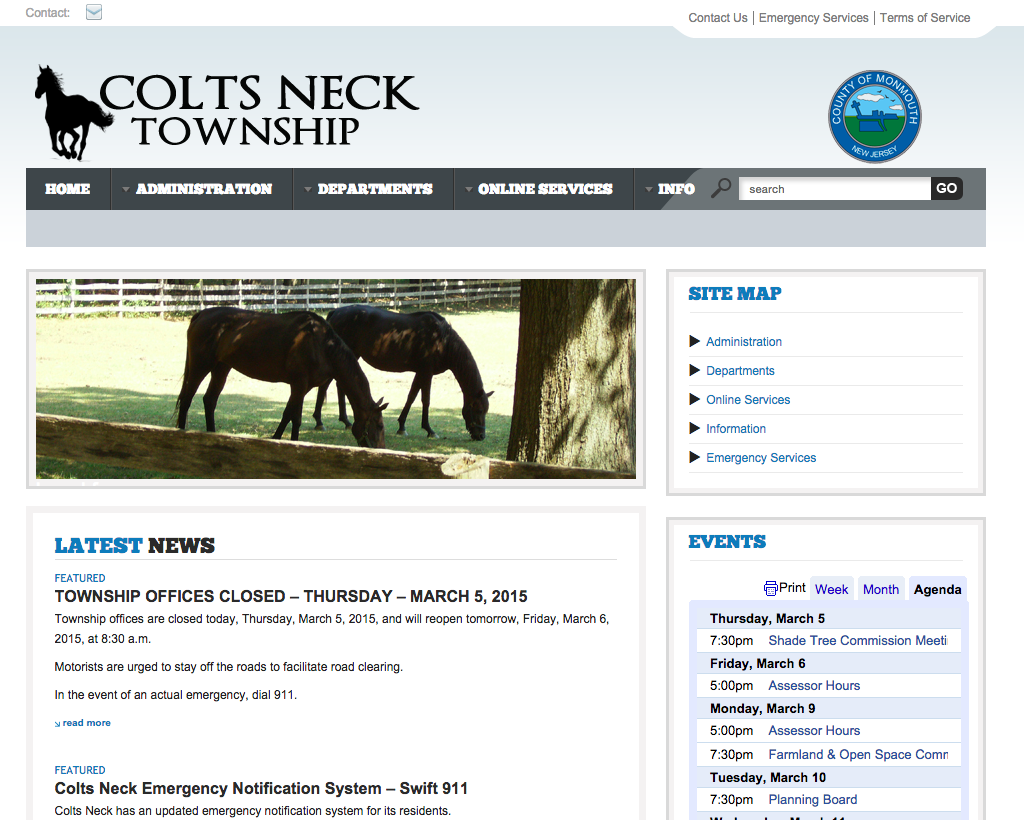 Contact:
Contact Us | Emergency Services | Terms of Service
COLTS NECK
TOWNSHIP
COUNTY OF MONMOUTH
NEW JERSEY
HOME
ADMINISTRATION
DEPARTMENTS
ONLINE SERVICES
INFO
search
GO
SITE MAP
Administration
Departments
Online Services
Information
Emergency Services
LATEST NEWS
FEATURED
TOWNSHIP OFFICES CLOSED – THURSDAY – MARCH 5, 2015
Township offices are closed today, Thursday, March 5, 2015, and will reopen tomorrow, Friday, March 6,
2015, at 8:30 a.m.
Motorists are urged to stay off the roads to facilitate road clearing.
In the event of an actual emergency, dial 911.
read more
FEATURED
Colts Neck Emergency Notification System – Swift 911
Colts Neck has an updated emergency notification system for its residents.
EVENTS
Print Week Month Agenda
Thursday, March 5
7:30pm Shade Tree Commission Meeti
Friday, March 6
5:00pm Assessor Hours
Monday, March 9
5:00pm Assessor Hours
7:30pm Farmland & Open Space Comm
Tuesday, March 10
7:30pm Planning Board